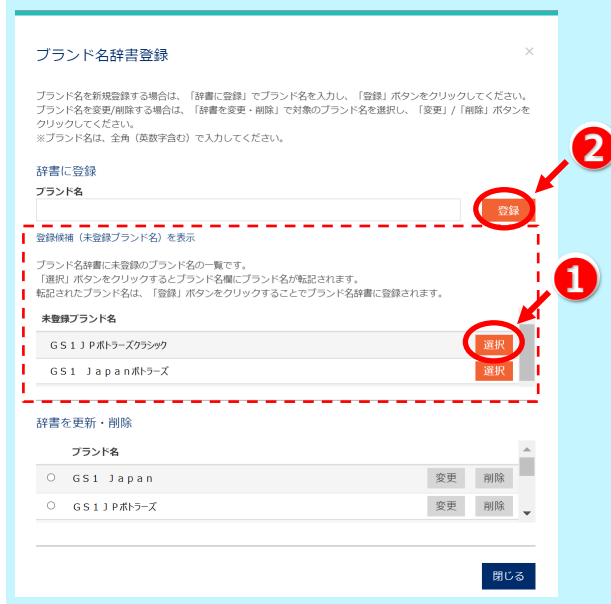 ブランド名辞書登録
×
ブランド名を新規登録する場合は、「辞書に登録」でブランド名を入力し、「登録」ボタンをクリックしてください。
ブランド名を変更/削除する場合は、「辞書を変更・削除」で対象のブランド名を選択し、「変更」/「削除」ボタンを
クリックしてください。
※ブランド名は、全角（英数字含む）で入力してください。
2
辞書に登録
ブランド名
登録
登録候補（未登録ブランド名）を表示
ブランド名辞書に未登録のブランド名の一覧です。
「選択」ボタンをクリックするとブランド名欄にブランド名が転記されます。
転記されたブランド名は、「登録」ボタンをクリックすることでブランド名辞書に登録されます。
1
未登録ブランド名
ＧＳ１ＪＰポトラーズクラシック 選択
ＧＳ１　Ｊａｐａｎポトラーズ 選択
辞書を更新・削除
ブランド名
ＧＳ１　Ｊａｐａｎ 変更 削除
ＧＳ１ＪＰポトラーズ 変更 削除
閉じる